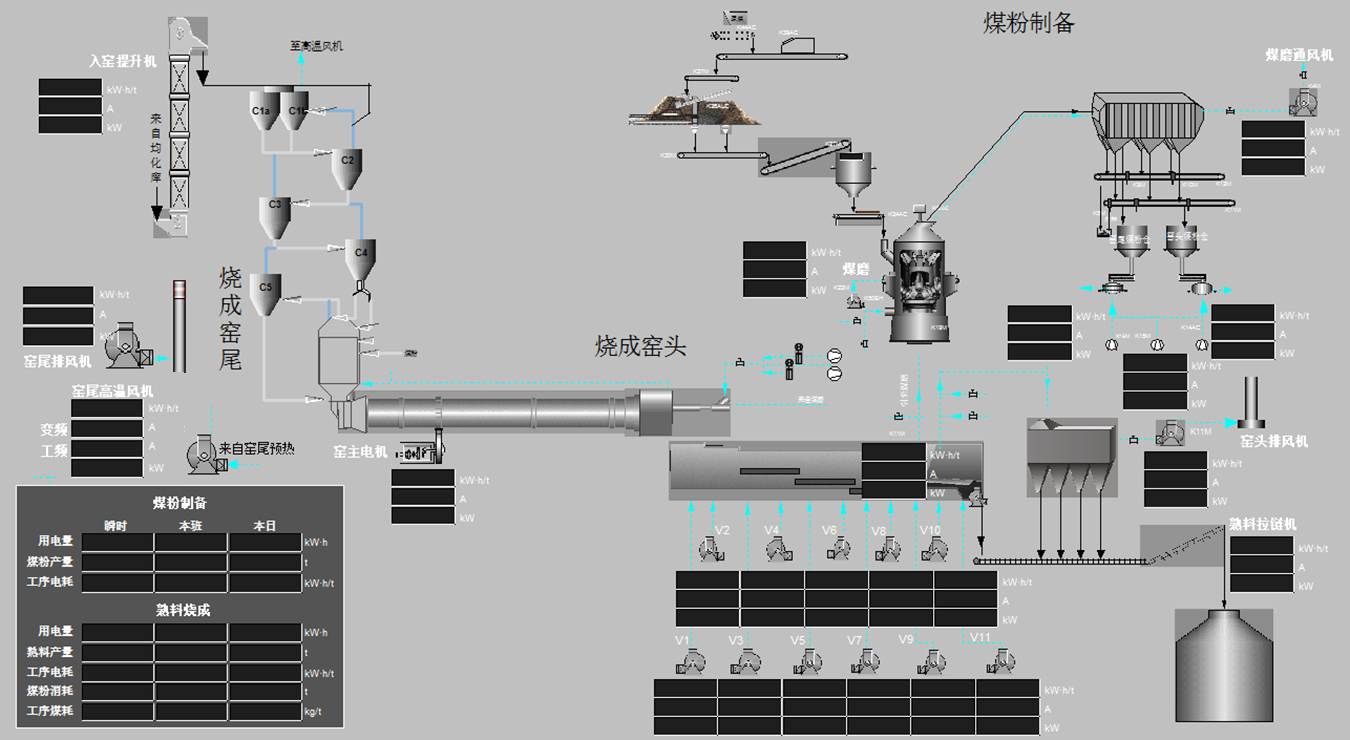 煤粉制备
煤磨通风机
kW·h/t
A
kW
入窑提升机
kW·h/t
A
kW
来自均化库
至高温风机
C1a
C2
C3
C4
C5
烧成窑尾
kW·h/t
A
kW
窑尾排风机
窑尾高温风机
kW·h/t
变频
A
工频
A
kW
来自窑尾预热
窑主电机
kW·h/t
A
kW
烧成窑头
煤磨
kW·h/t
A
kW
窑头煤粉仓
kW·h/t
A
kW
kW·h/t
A
kW
kW·h/t
A
kW
K11M
窑头排风机
kW·h/t
A
kW
kW·h/t
A
kW
熟料拉链机
kW·h/t
A
kW
V2
V4
V6
V8
V10
kW·h/t
A
kW
V1
V3
V5
V7
V9
V11
kW·h/t
A
kW
煤粉制备
瞬时 本班 本日
用电量 kW·h
煤粉产量 t
工序电耗 kW·h/t
熟料烧成
用电量 kW·h
熟料产量 t
工序电耗 kW·h/t
煤粉消耗 t
工序煤耗 kg/t